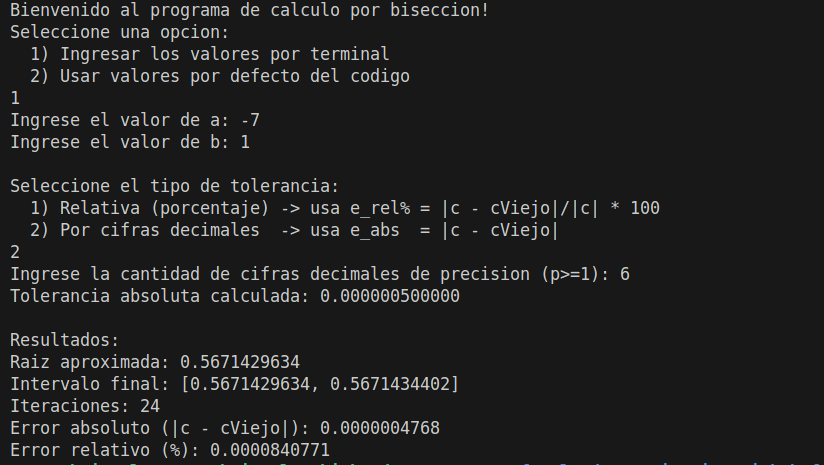 Bienvenido al programa de calculo por biseccion!
Seleccione una opcion:
1) Ingresar los valores por terminal
2) Usar valores por defecto del codigo
1
Ingrese el valor de a: -7
Ingrese el valor de b: 1
Seleccione el tipo de tolerancia:
1) Relativa (porcentaje) -> usa e_rel% = |c - cViejo|/|c| * 100
2) Por cifras decimales  -> usa e_abs  = |c - cViejo|
2
Ingrese la cantidad de cifras decimales de precision (p>=1): 6
Tolerancia absoluta calculada: 0.000000500000
Resultados:
Raiz aproximada: 0.5671429634
Intervalo final: [0.5671429634, 0.5671434402]
Iteraciones: 24
Error absoluto (|c - cViejo|): 0.0000004768
Error relativo (%): 0.0000840771